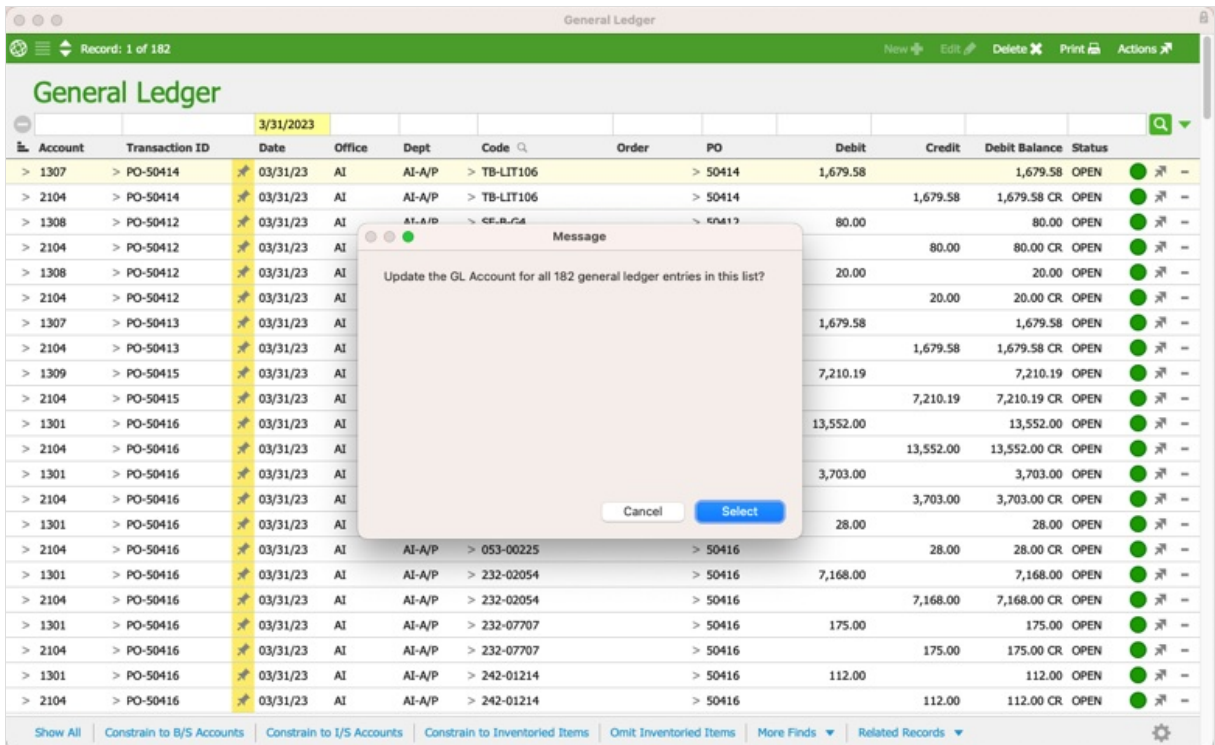 General Ledger
Record: 1 of 182 New Edit Delete Print Actions
General Ledger
3/31/2023
Account Transaction ID Date Office Dept Code Order PO Debit Credit Debit Balance Status
> 1307 > PO-50414 03/31/23 AI AI-A/P > TB-LIT106 > 50414 1,679.58 1,679.58 OPEN
> 2104 > PO-50414 03/31/23 AI AI-A/P > TB-LIT106 > 50414 1,679.58 1,679.58 CR OPEN
> 1308 > PO-50412 03/31/23 AI AI-A/P > SE-B-G4 > 50412 80.00 80.00 OPEN
> 2104 > PO-50412 03/31/23 AI 80.00 80.00 CR OPEN
> 1308 > PO-50412 03/31/23 AI 20.00 20.00 OPEN
> 2104 > PO-50412 03/31/23 AI 20.00 20.00 CR OPEN
> 1307 > PO-50413 03/31/23 AI 1,679.58 1,679.58 OPEN
> 2104 > PO-50413 03/31/23 AI 1,679.58 1,679.58 CR OPEN
> 1309 > PO-50415 03/31/23 AI 7,210.19 7,210.19 OPEN
> 2104 > PO-50415 03/31/23 AI 7,210.19 7,210.19 CR OPEN
> 1301 > PO-50416 03/31/23 AI 13,552.00 13,552.00 OPEN
> 2104 > PO-50416 03/31/23 AI 13,552.00 13,552.00 CR OPEN
> 1301 > PO-50416 03/31/23 AI 3,703.00 3,703.00 OPEN
> 2104 > PO-50416 03/31/23 AI 3,703.00 3,703.00 CR OPEN
> 1301 > PO-50416 03/31/23 AI 28.00 28.00 OPEN
> 2104 > PO-50416 03/31/23 AI AI-A/P > 053-00225 > 50416 28.00 28.00 CR OPEN
> 1301 > PO-50416 03/31/23 AI AI-A/P > 232-02054 > 50416 7,168.00 7,168.00 OPEN
> 2104 > PO-50416 03/31/23 AI AI-A/P > 232-02054 > 50416 7,168.00 7,168.00 CR OPEN
> 1301 > PO-50416 03/31/23 AI AI-A/P > 232-07707 > 50416 175.00 175.00 OPEN
> 2104 > PO-50416 03/31/23 AI AI-A/P > 232-07707 > 50416 175.00 175.00 CR OPEN
> 1301 > PO-50416 03/31/23 AI AI-A/P > 242-01214 > 50416 112.00 112.00 OPEN
> 2104 > PO-50416 03/31/23 AI AI-A/P > 242-01214 > 50416 112.00 112.00 CR OPEN
Message
Update the GL Account for all 182 general ledger entries in this list?
Cancel Select
Show All Constrain to B/S Accounts Constrain to I/S Accounts Constrain to Inventoried Items Omit Inventoried Items More Finds Related Records